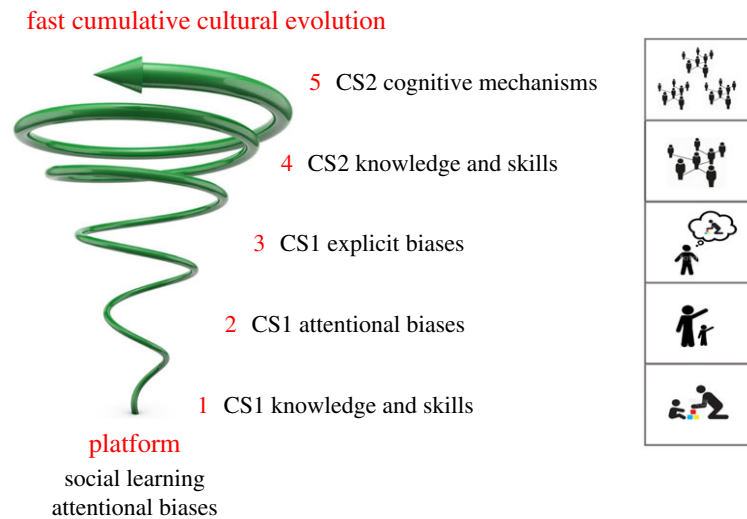 fast cumulative cultural evolution
5 CS2 cognitive mechanisms
4 CS2 knowledge and skills
3 CS1 explicit biases
2 CS1 attentional biases
1 CS1 knowledge and skills
platform
social learning
attentional biases